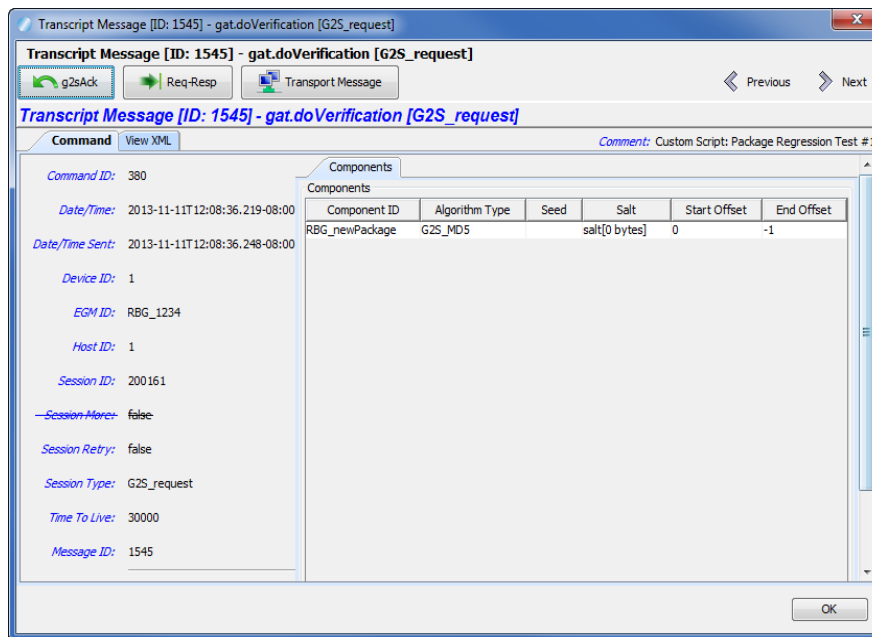 Transcript Message [ID: 1545] - gat.doVerification [G2S_request]
Transcript Message [ID: 1545] - gat.doVerification [G2S_request]
g2sAck Req-Resp Transport Message Previous Next
Transcript Message [ID: 1545] - gat.doVerification [G2S_request]
Command View XML Comment: Custom Script: Package Regression Test #1
Command ID: 380
Date/Time: 2013-11-11T12:08:36.219-08:00
Date/Time Sent: 2013-11-11T12:08:36.248-08:00
Device ID: 1
EGM ID: RBG_1234
Host ID: 1
Session ID: 200161
Session More: false
Session Retry: false
Session Type: G2S_request
Time To Live: 30000
Message ID: 1545
Components
Components
Component ID Algorithm Type Seed Salt Start Offset End Offset
RBG_newPackage G2S_MD5 salt[0 bytes] 0 -1
OK